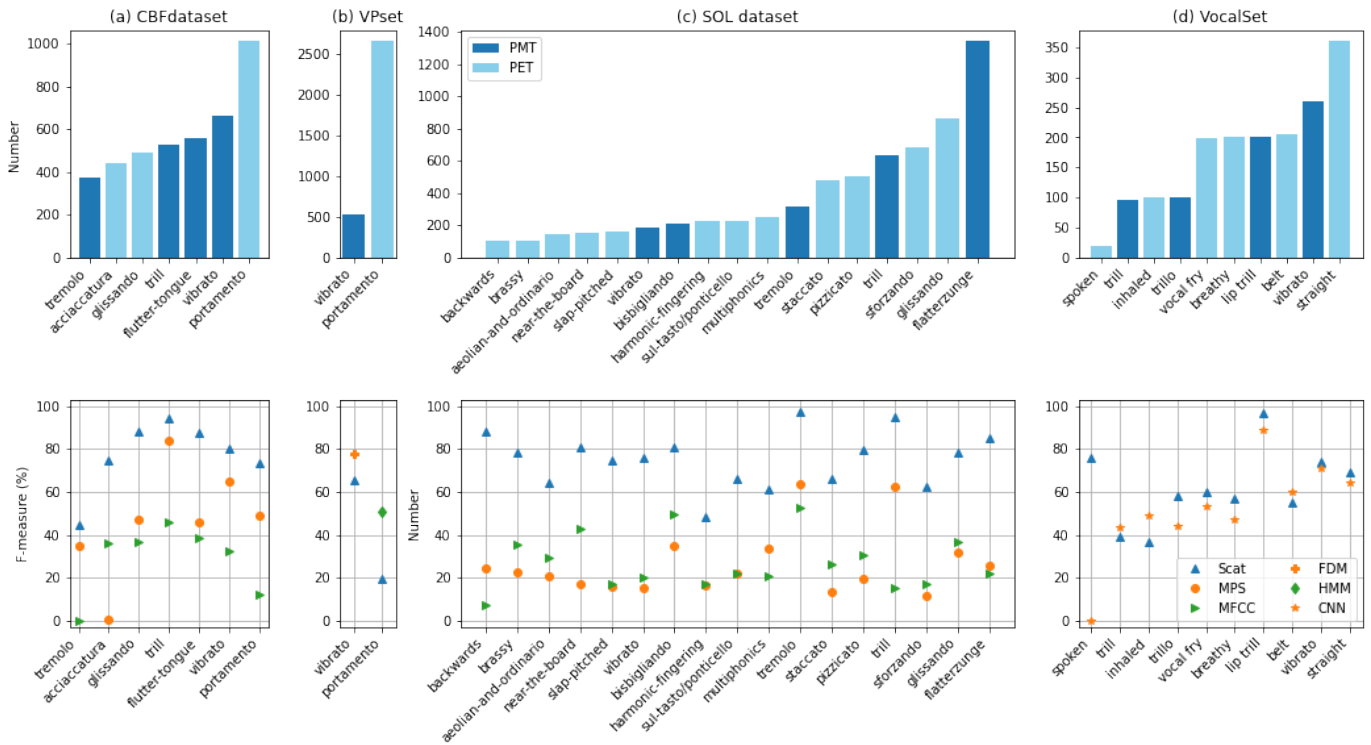 (a) CBFdataset
(b) VPset
(c) SOL dataset
(d) VocalSet
Number
1000
800
600
400
200
0
tremolo
acciaccatura
glissando
trill
flutter-tongue
vibrato
portamento
2500
2000
1500
1000
500
0
vibrato
portamento
1400
1200
1000
800
600
400
200
0
PMT
PET
backwards
brassy
aeolian-and-ordinario
near-the-board
slap-pitched
vibrato
bisbigliando
harmonic-fingering
sul-tasto/ponticello
multiphonics
tremolo
staccato
pizzicato
trill
sforzando
glissando
flatterzunge
350
300
250
200
150
100
50
0
spoken
trill
inhaled
trillo
vocal fry
breathy
lip trill
belt
vibrato
straight
F-measure (%)
100
80
60
40
20
0
tremolo
acciaccatura
glissando
trill
flutter-tongue
vibrato
portamento
100
80
60
40
20
0
vibrato
portamento
Number
100
80
60
40
20
0
backwards
brassy
aeolian-and-ordinario
near-the-board
slap-pitched
vibrato
bisbigliando
harmonic-fingering
sul-tasto/ponticello
multiphonics
tremolo
staccato
pizzicato
trill
sforzando
glissando
flatterzunge
100
80
60
40
20
0
Scat
MPS
MFCC
FDM
HMM
CNN
spoken
trill
inhaled
trillo
vocal fry
breathy
lip trill
belt
vibrato
straight